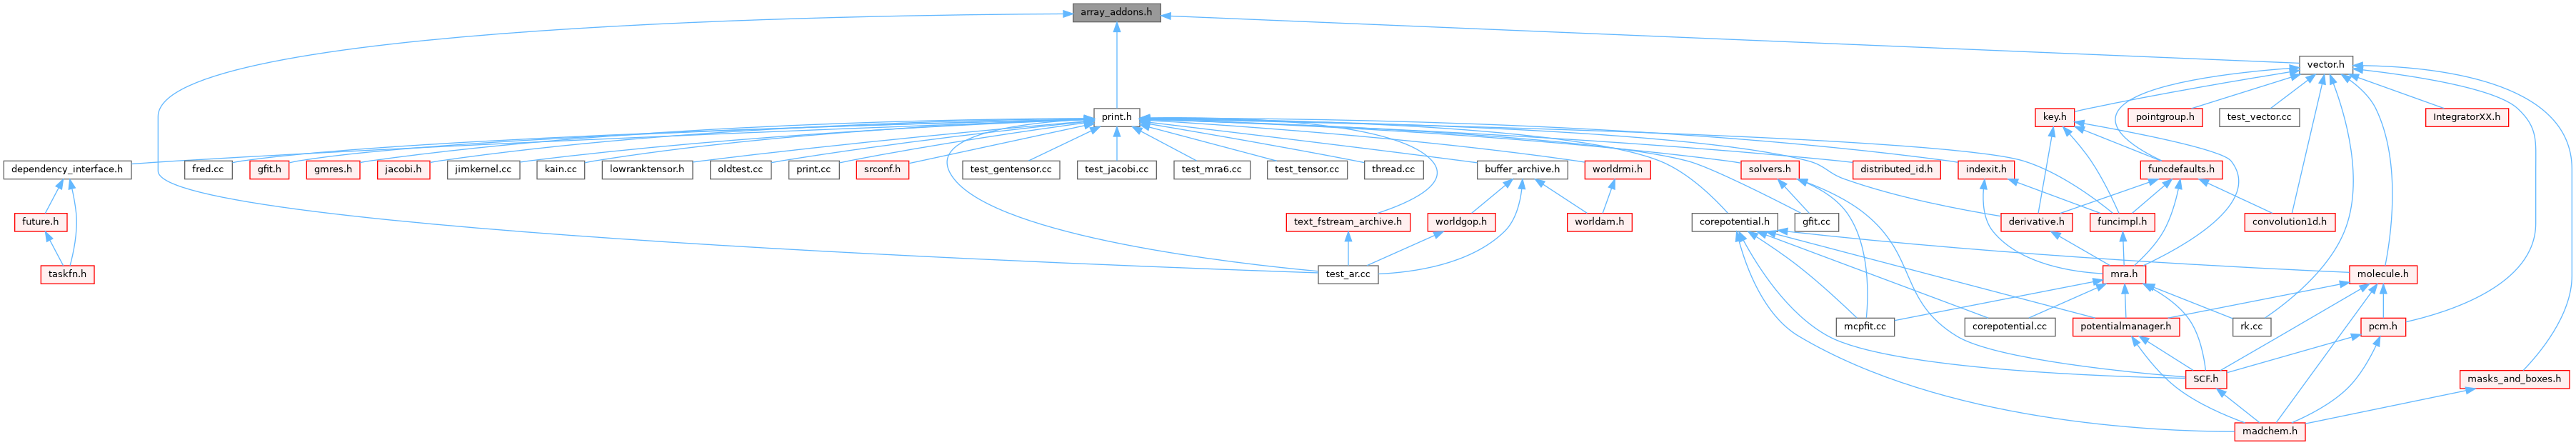 array_addons.h
vector.h
print.h
key.h
pointgroup.h
test_vector.cc
IntegratorXX.h
dependency_interface.h
fred.cc
gfit.h
gmres.h
jacobi.h
jimkernel.cc
kain.cc
lowranktensor.h
oldtest.cc
print.cc
srconf.h
test_gentensor.cc
test_jacobi.cc
test_mra6.cc
test_tensor.cc
thread.cc
buffer_archive.h
worldrmi.h
solvers.h
distributed_id.h
indexit.h
funcdefaults.h
future.h
text_fstream_archive.h
worldgop.h
worldam.h
corepotential.h
gfit.cc
derivative.h
funcimpl.h
convolution1d.h
taskfn.h
test_ar.cc
mra.h
molecule.h
mcpfit.cc
corepotential.cc
potentialmanager.h
rk.cc
pcm.h
SCF.h
masks_and_boxes.h
madchem.h